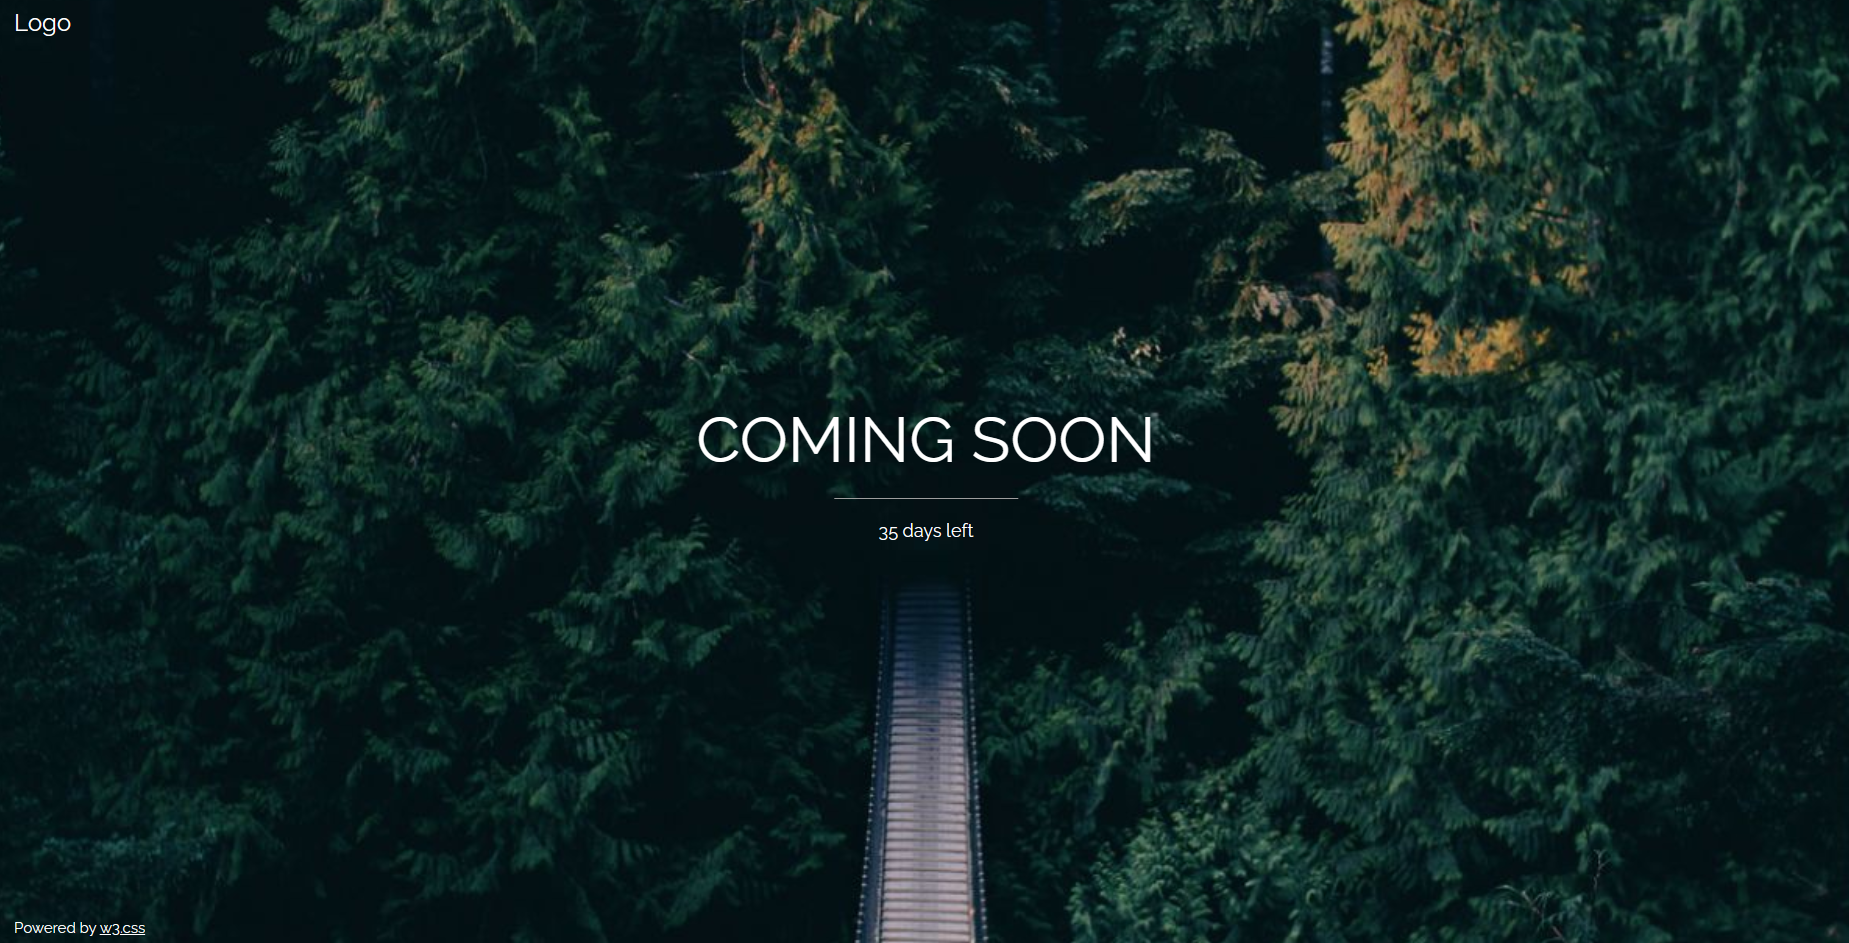 Logo
COMING SOON
35 days left
Powered by w3.css